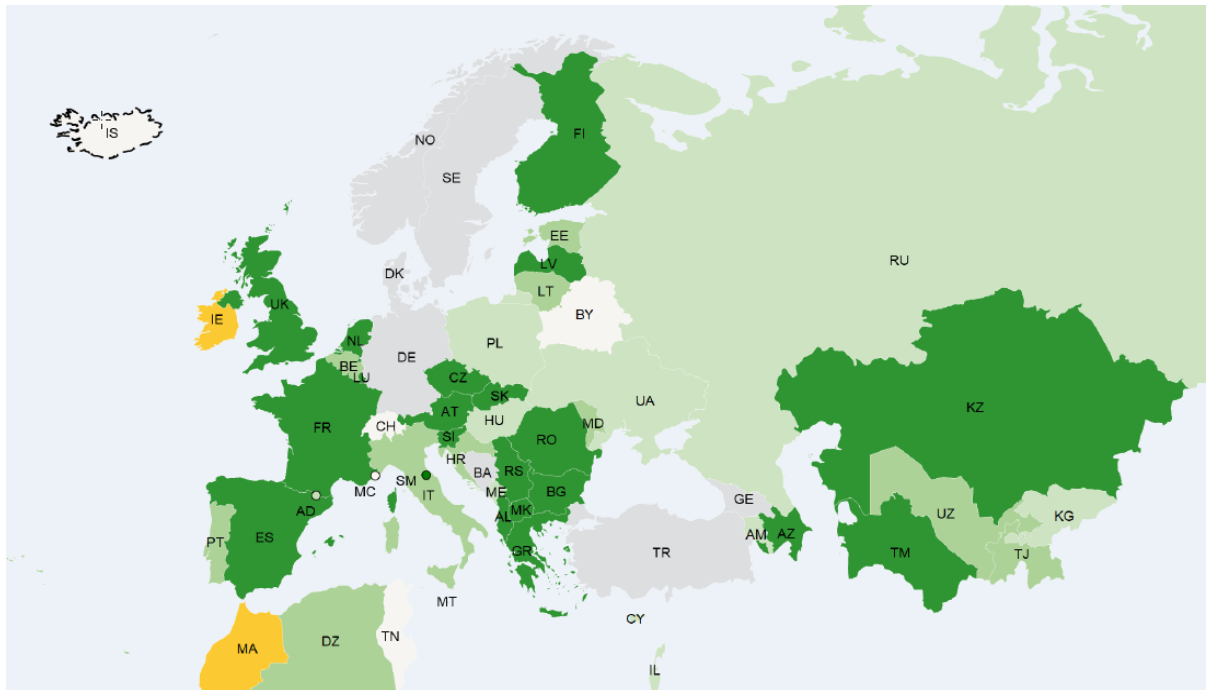 IS
NO
FI
SE
EE
RU
DK
LV
LT
UK
IE
BY
NL
PL
DE
BE
LU
CZ
SK
UA
KZ
AT
HU
CH
FR
MD
SI
RO
HR
BA
RS
SM
MC
IT
ME
BG
GE
AD
MK
AL
KG
UZ
ES
AM
AZ
PT
GR
TR
TM
TJ
MT
CY
TN
DZ
MA
IL